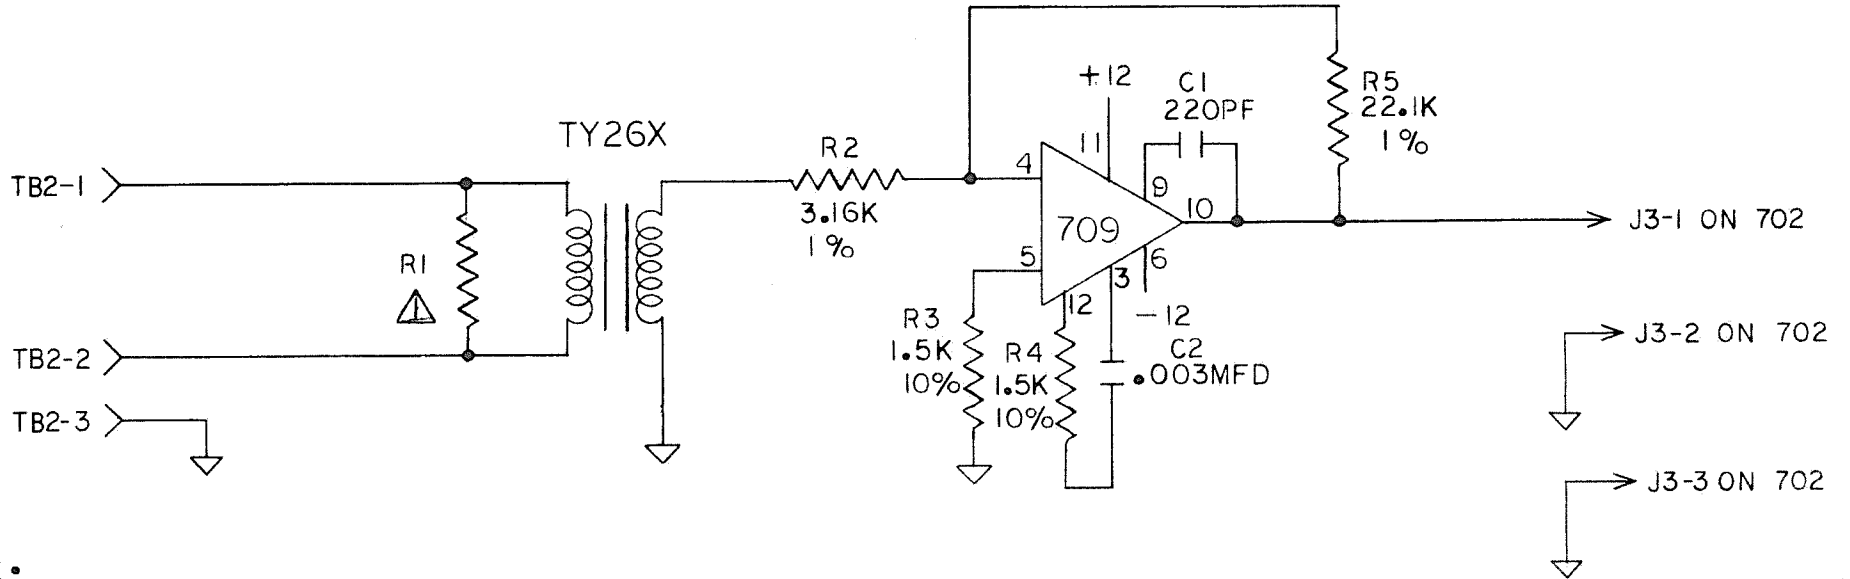 TB2-1
TB2-2
TB2-3
R1
1
TY26X
R2
3.16K
1%
+12
C1
220PF
R5
22.1K
1%
4
11
9
10
709
5
12
3
6
-12
R3
1.5K
10%
R4
1.5K
10%
C2
.003MFD
J3-1 ON 702
J3-2 ON 702
J3-3 ON 702